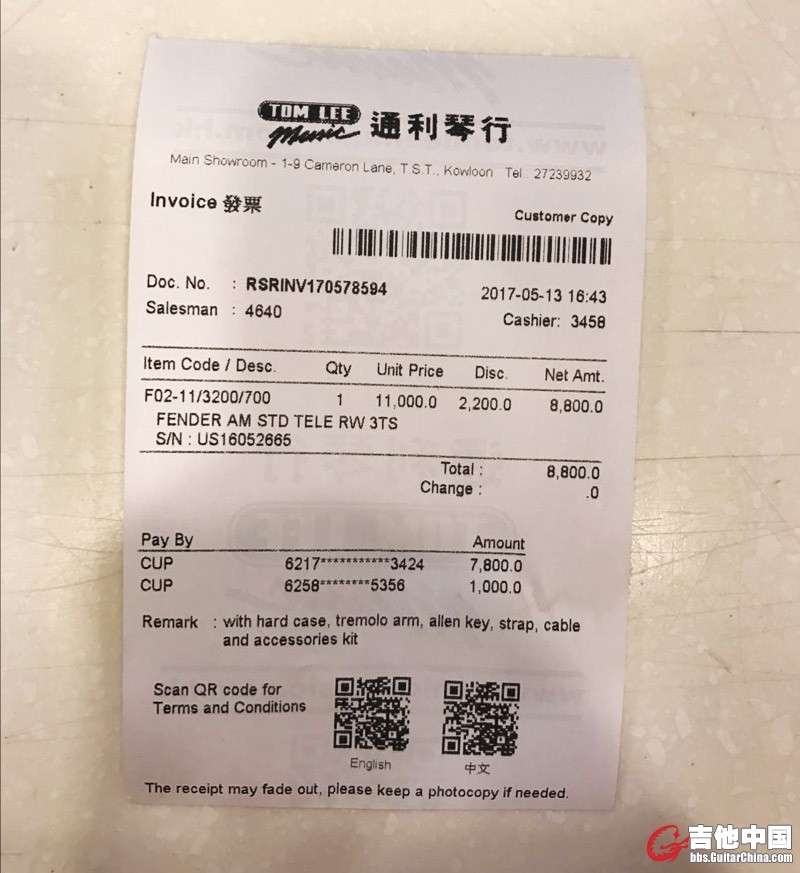 TOM LEE
Music 通利琴行
Main Showroom - 1-9 Cameron Lane, T.S.T., Kowloon Tel : 27239932
Invoice 發票
Customer Copy
Doc. No. : RSRINV170578594
2017-05-13 16:43
Salesman : 4640
Cashier: 3458
Item Code / Desc. Qty Unit Price Disc. Net Amt.
F02-11/3200/700 1 11,000.0 2,200.0 8,800.0
FENDER AM STD TELE RW 3TS
S/N : US16052665
Total : 8,800.0
Change : .0
Pay By Amount
CUP 6217***********3424 7,800.0
CUP 6258********5356 1,000.0
Remark : with hard case, tremolo arm, allen key, strap, cable
and accessories kit
Scan QR code for
Terms and Conditions
English 中文
The receipt may fade out, please keep a photocopy if needed.
吉他中国
bbs.GuitarChina.com